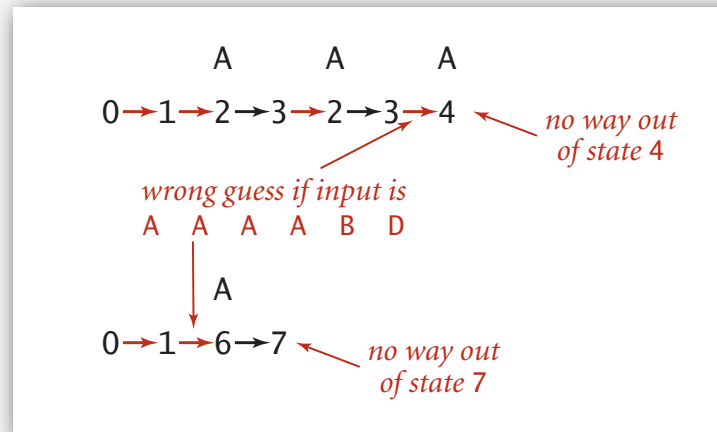 A A A
0 1 2 3 2 3 4
no way out
of state 4
wrong guess if input is
A A A A B D
A
0 1 6 7
no way out
of state 7